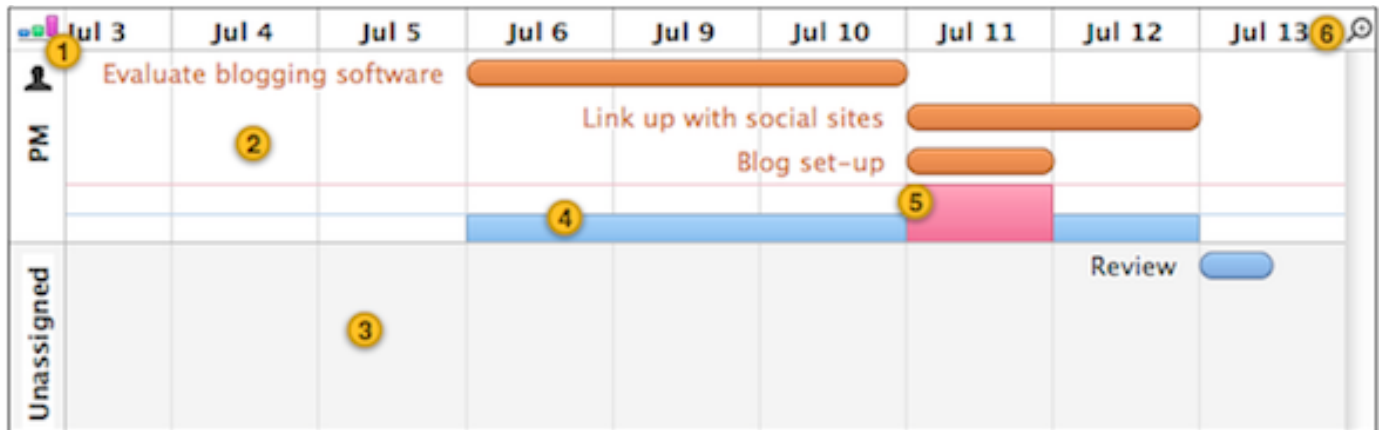 Jul 3 Jul 4 Jul 5 Jul 6 Jul 9 Jul 10 Jul 11 Jul 12 Jul 13 6
1
Evaluate blogging software
Link up with social sites
PM
2
Blog set-up
5
4
Review
Unassigned
3